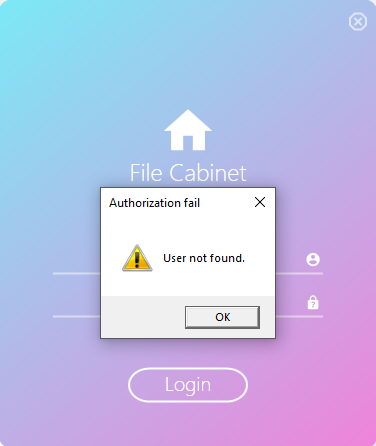 File Cabinet
Authorization fail
User not found.
OK
Login